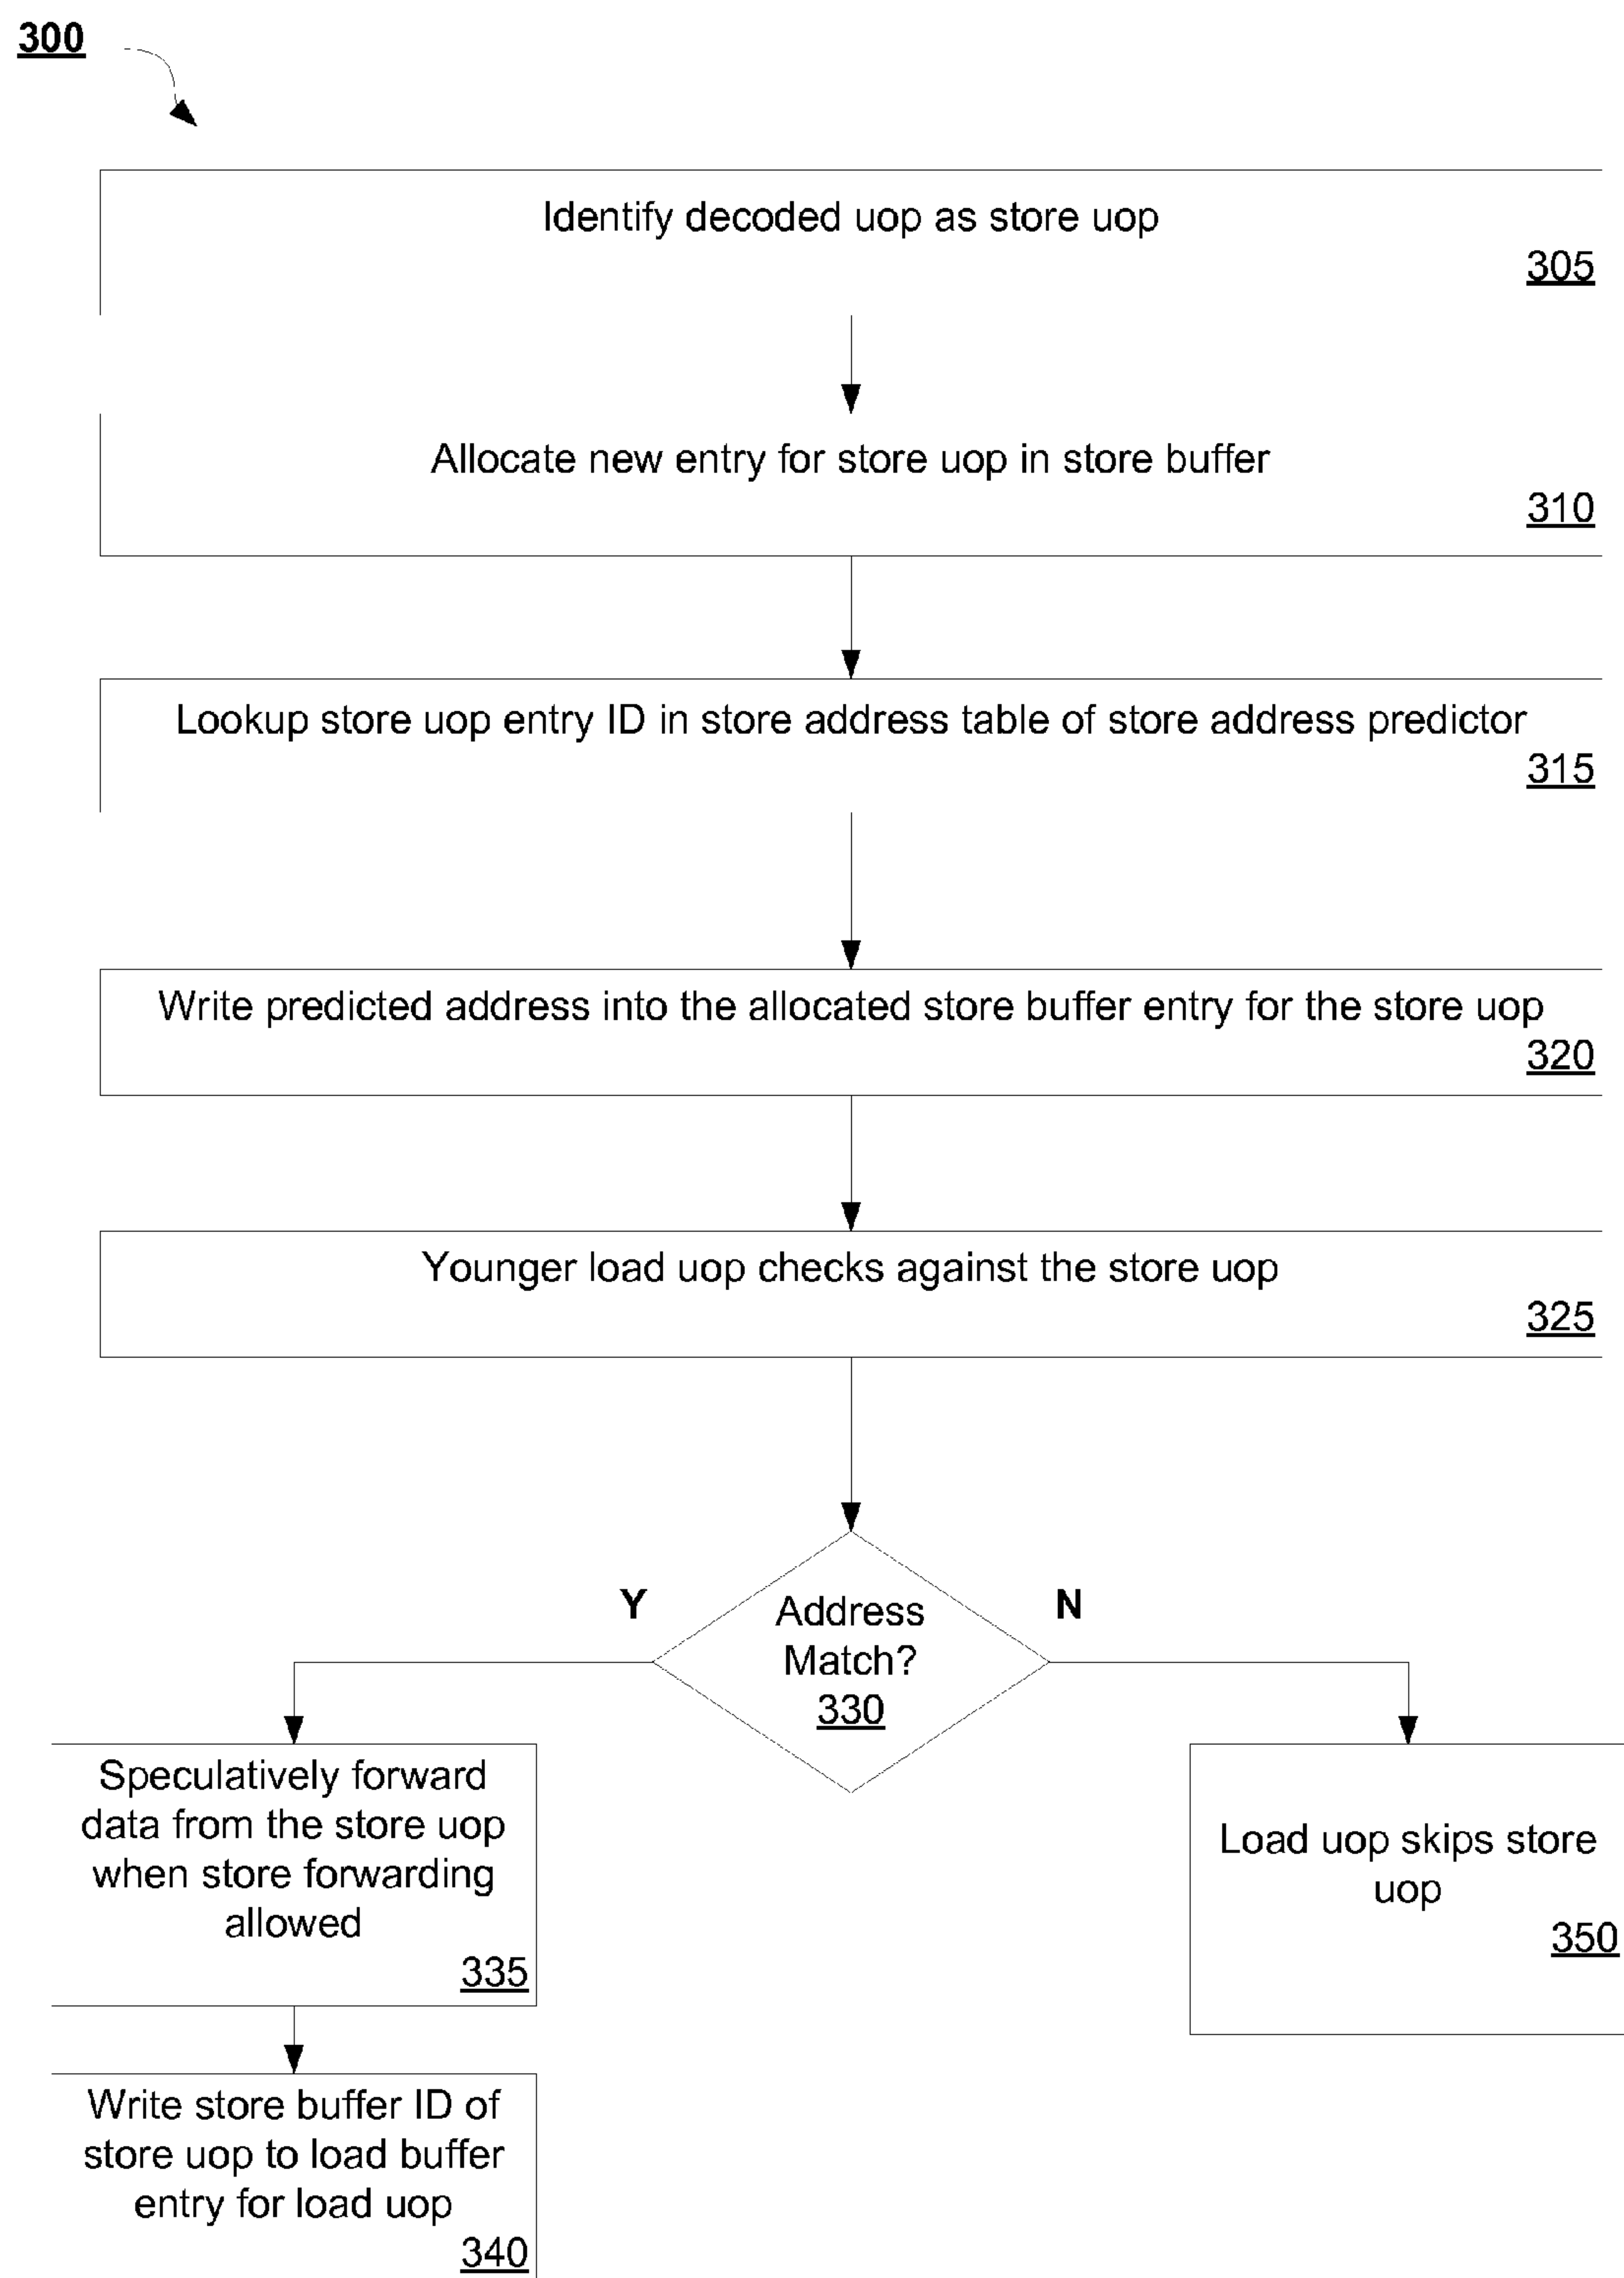 300
Identify decoded uop as store uop
305
Allocate new entry for store uop in store buffer
310
Lookup store uop entry ID in store address table of store address predictor
315
Write predicted address into the allocated store buffer entry for the store uop
320
Younger load uop checks against the store uop
325
Y
N
Address
Match?
330
Speculatively forward
data from the store uop
when store forwarding
allowed
335
Load uop skips store
uop
350
Write store buffer ID of
store uop to load buffer
entry for load uop
340